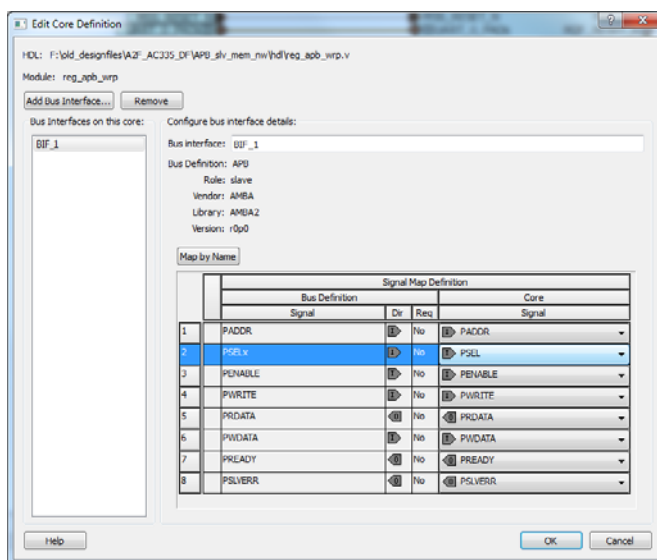 Edit Core Definition
HDL: F:\old_designfiles\A2F_AC335_DF\APB_slv_mem_nw\hdl\reg_apb_wrp.v
Module: reg_apb_wrp
Add Bus Interface... Remove
Bus Interfaces on this core: Configure bus interface details:
BIF_1 Bus interface: BIF_1
Bus Definition: APB
Role: slave
Vendor: AMBA
Library: AMBA2
Version: r0p0
Map by Name
Signal Map Definition
Bus Definition Core
Signal Dir Req Signal
1 PADDR I No I PADDR
2 PSELx I No I PSEL
3 PENABLE I No I PENABLE
4 PWRITE I No I PWRITE
5 PRDATA O No O PRDATA
6 PWDATA I No I PWDATA
7 PREADY O No O PREADY
8 PSLVERR O No O PSLVERR
Help OK Cancel